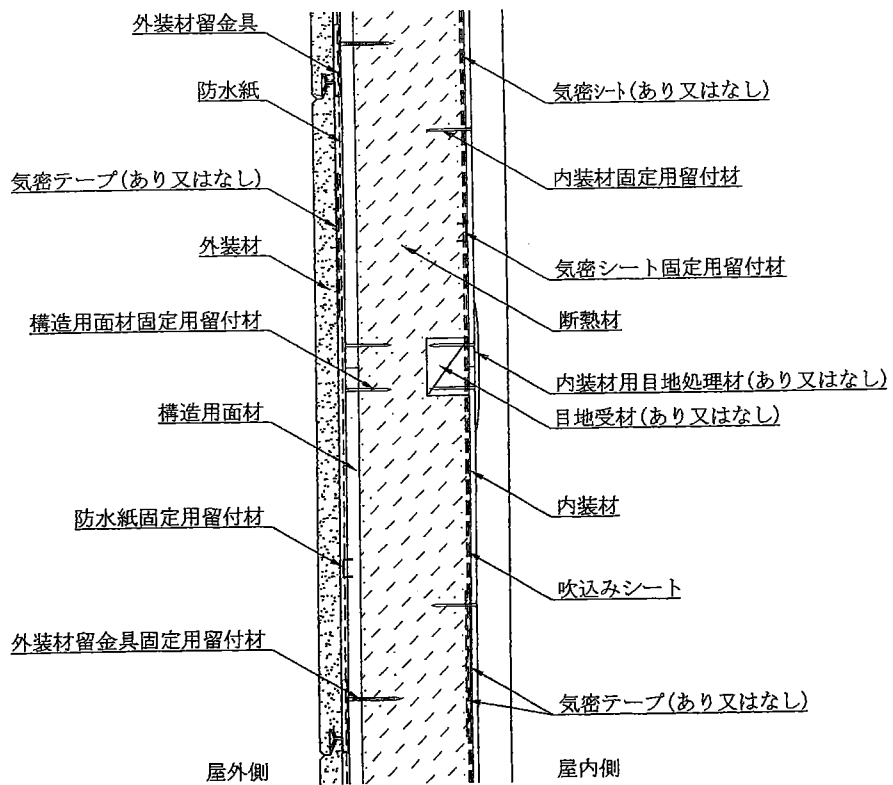 外装材留金具
防水紙
気密テープ(あり又はなし)
外装材
構造用面材固定用留付材
構造用面材
防水紙固定用留付材
外装材留金具固定用留付材
屋外側
気密シート(あり又はなし)
内装材固定用留付材
気密シート固定用留付材
断熱材
内装材用目地処理材(あり又はなし)
目地受材(あり又はなし)
内装材
吹込みシート
気密テープ(あり又はなし)
屋内側